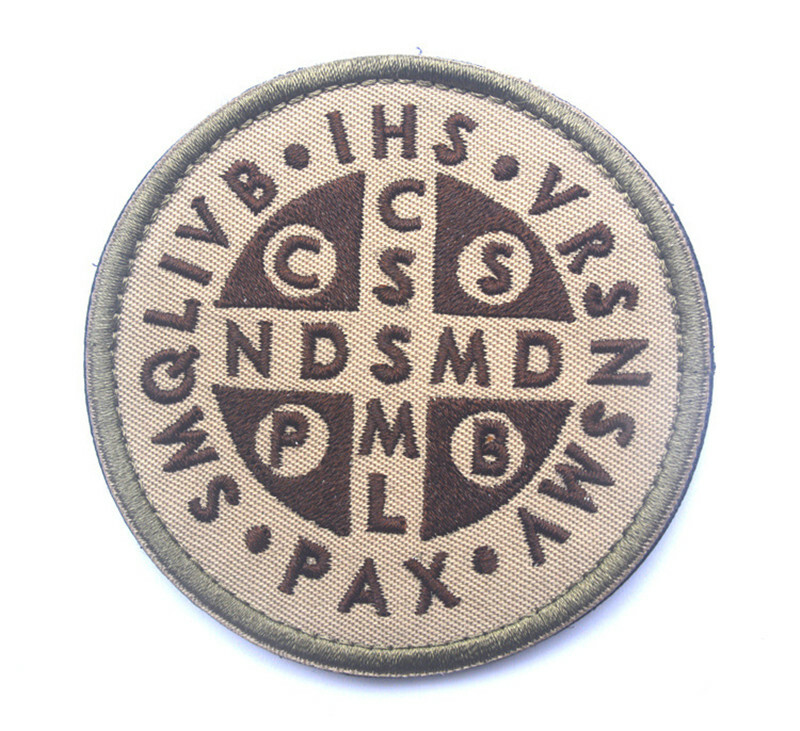 IHS
VRSNSMV
PAX
SMQLIVB
C S
P B
CSSML
NDSMD